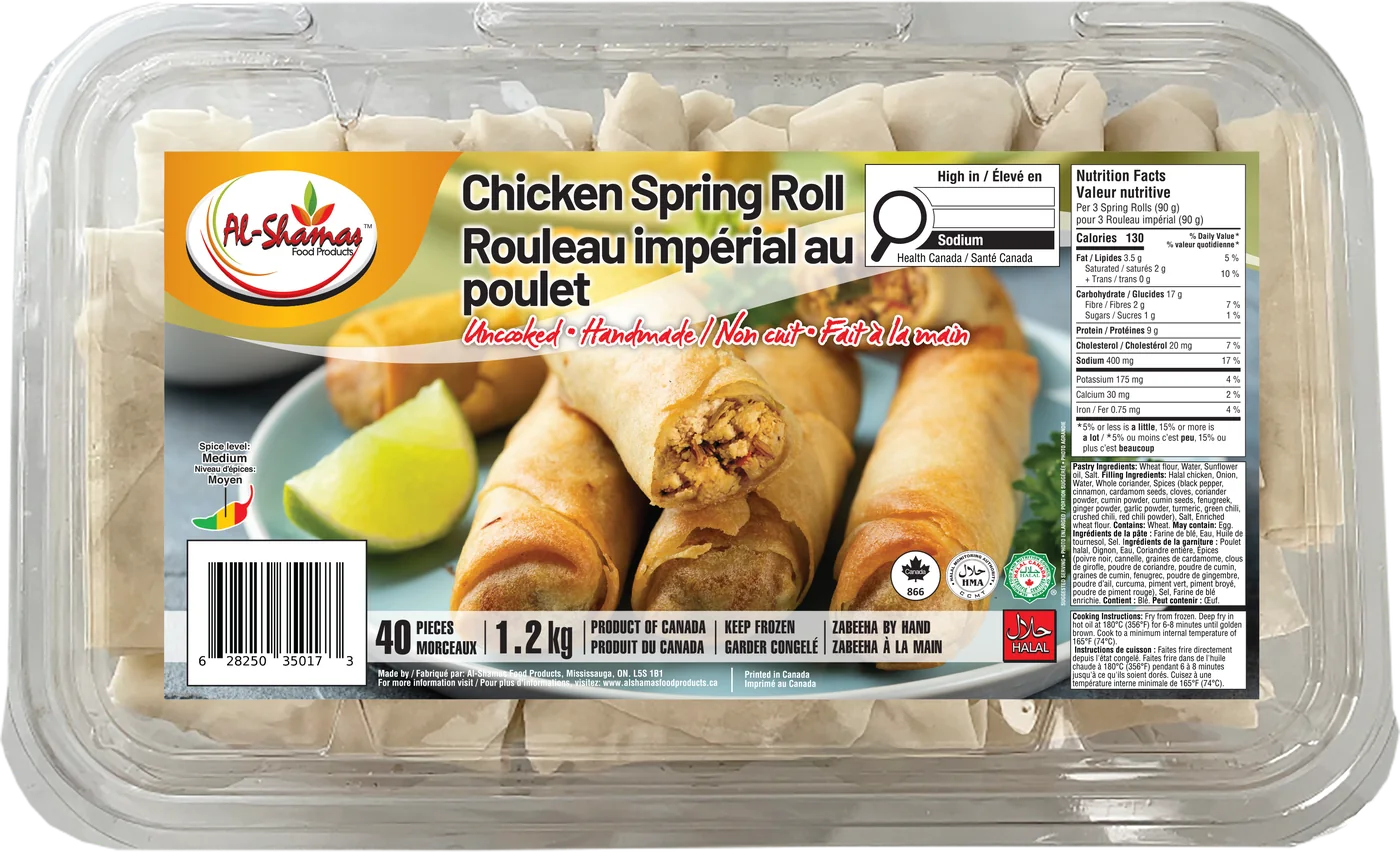 Al-Shamas™
Food Products
Chicken Spring Roll
Rouleau impérial au
poulet
Uncooked • Handmade / Non cuit • Fait à la main
High in / Élevé en
Sodium
Health Canada / Santé Canada
Nutrition Facts
Valeur nutritive
Per 3 Spring Rolls (90 g)
pour 3 Rouleau impérial (90 g)
Calories 130
% Daily Value*
% valeur quotidienne*
Fat / Lipides 3.5 g 5 %
Saturated / saturés 2 g
+ Trans / trans 0 g
10 %
Carbohydrate / Glucides 17 g
Fibre / Fibres 2 g 7 %
Sugars / Sucres 1 g 1 %
Protein / Protéines 9 g
Cholesterol / Cholestérol 20 mg 7 %
Sodium 400 mg 17 %
Potassium 175 mg 4 %
Calcium 30 mg 2 %
Iron / Fer 0.75 mg 4 %
*5% or less is a little, 15% or more is
a lot / *5% ou moins c'est peu, 15% ou
plus c'est beaucoup
Pastry Ingredients: Wheat flour, Water, Sunflower
oil, Salt. Filling Ingredients: Halal chicken, Onion,
Water, Whole coriander, Spices (black pepper,
cinnamon, cardamom seeds, cloves, coriander
powder, cumin powder, cumin seeds, fenugreek,
ginger powder, garlic powder, turmeric, green chili,
crushed chili, red chili powder), Salt, Enriched
wheat flour. Contains: Wheat. May contain: Egg.
Ingrédients de la pâte : Farine de blé, Eau, Huile de
tournesol, Sel. Ingrédients de la garniture : Poulet
halal, Oignon, Eau, Coriandre entière, Épices
(poivre noir, cannelle, graines de cardamome, clous
de girofle, poudre de coriandre, poudre de cumin,
graines de cumin, fenugrec, poudre de gingembre,
poudre d'ail, curcuma, piment vert, piment broyé,
poudre de piment rouge), Sel, Farine de blé
enrichie. Contient : Blé. Peut contenir : Œuf.
Cooking Instructions: Fry from frozen. Deep fry in
hot oil at 180°C (356°F) for 6-8 minutes until golden
brown. Cook to a minimum internal temperature of
165°F (74°C).
Instructions de cuisson : Faites frire directement
depuis l'état congelé. Faites frire dans de l'huile
chaude à 180°C (356°F) pendant 6 à 8 minutes
jusqu'à ce qu'ils soient dorés. Cuisez à une
température interne minimale de 165°F (74°C).
Spice level:
Medium
Niveau d'épices:
Moyen
6 28250 35017 3
Canada
866
HALAL MONITORING AUTHORITY
حلال
HMA
CCMT
HALAL CANADA
حلال
HALAL
حلال
HALAL
40 PIECES
MORCEAUX
1.2 kg
PRODUCT OF CANADA
PRODUIT DU CANADA
KEEP FROZEN
GARDER CONGELÉ
ZABEEHA BY HAND
ZABEEHA À LA MAIN
Made by / Fabriqué par: Al-Shamas Food Products, Mississauga, ON. L5S 1B1
For more information visit / Pour plus d'informations, visitez: www.alshamasfoodproducts.ca
Printed in Canada
Imprimé au Canada
SUGGESTED SERVING • PHOTO ENLARGED / PORTION SUGGÉRÉE • PHOTO AGRANDIE